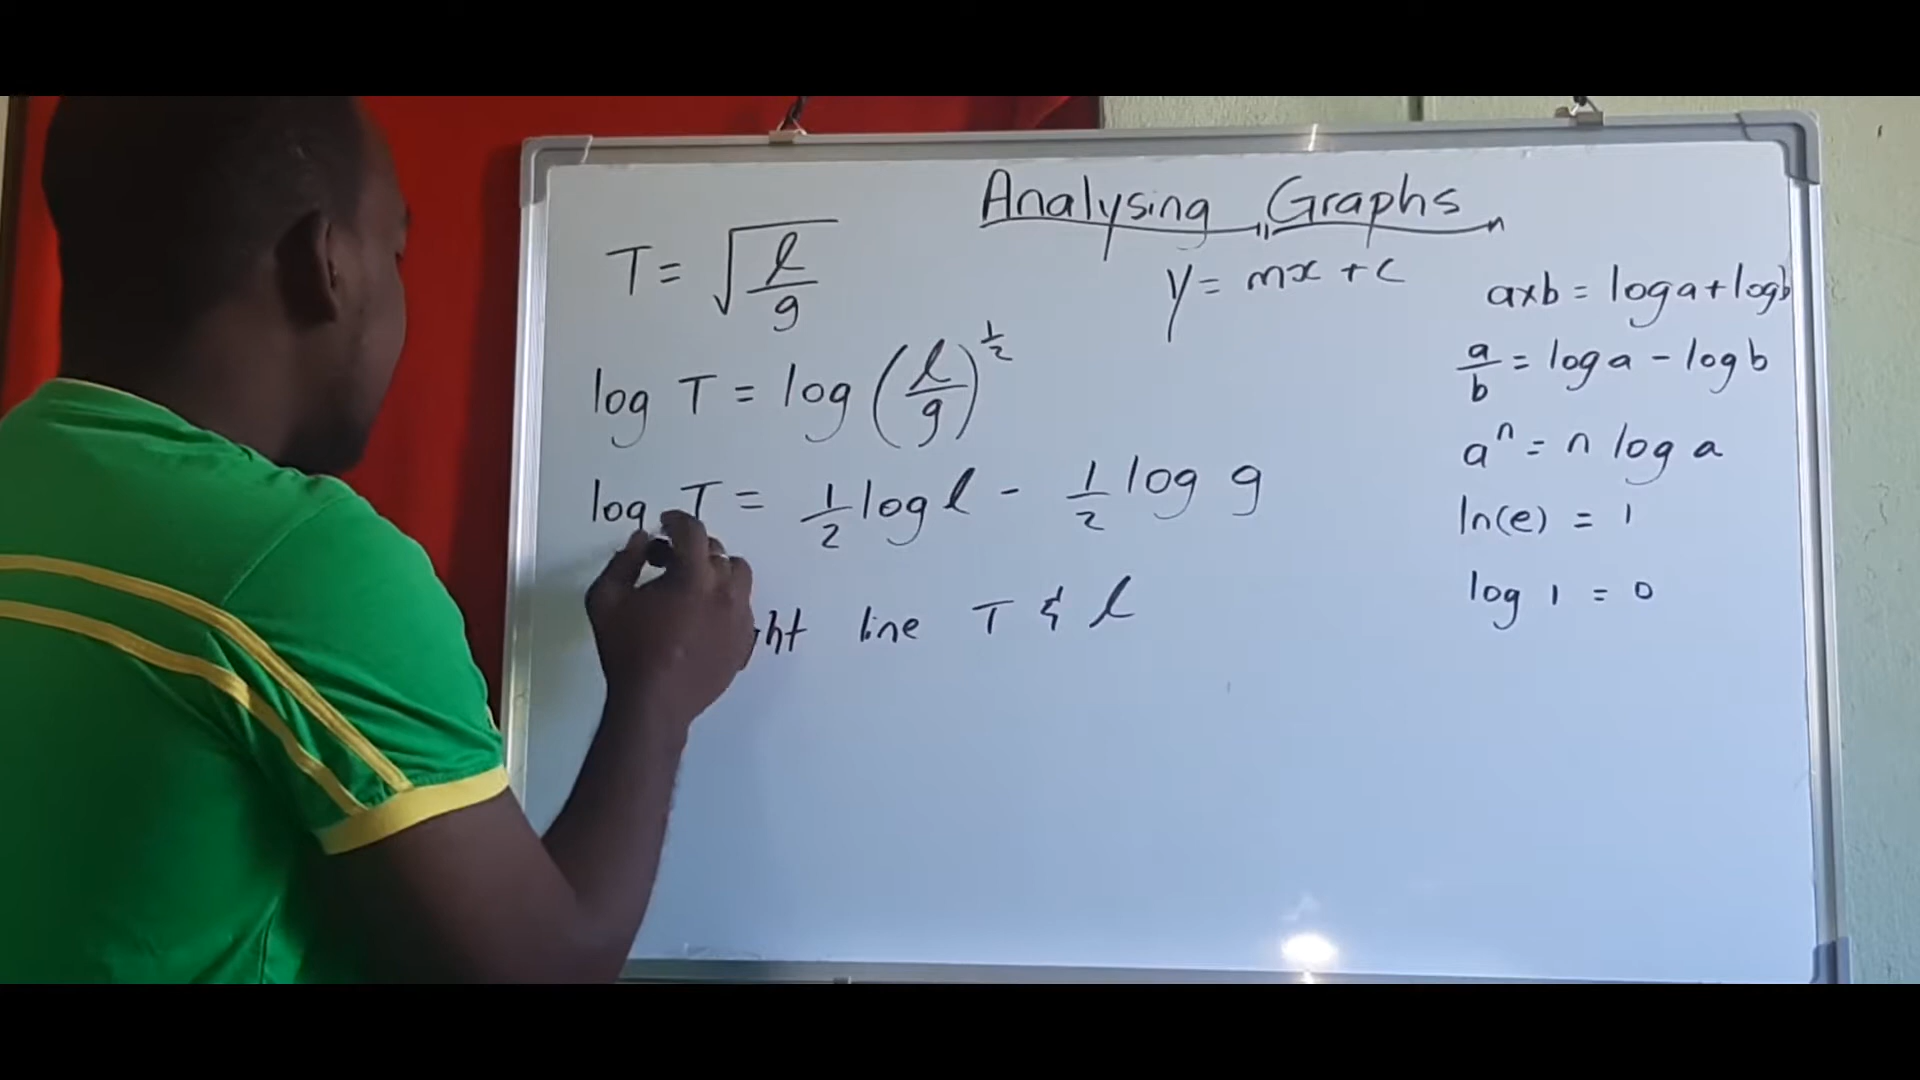 Analysing Graphs
T = √(l/g)
log T = log (l/g)^1/2
log T = 1/2 log l - 1/2 log g
line T & l
y = mx + c
axb = log a + log b
a/b = log a - log b
a^n = n log a
ln(e) = 1
log 1 = 0